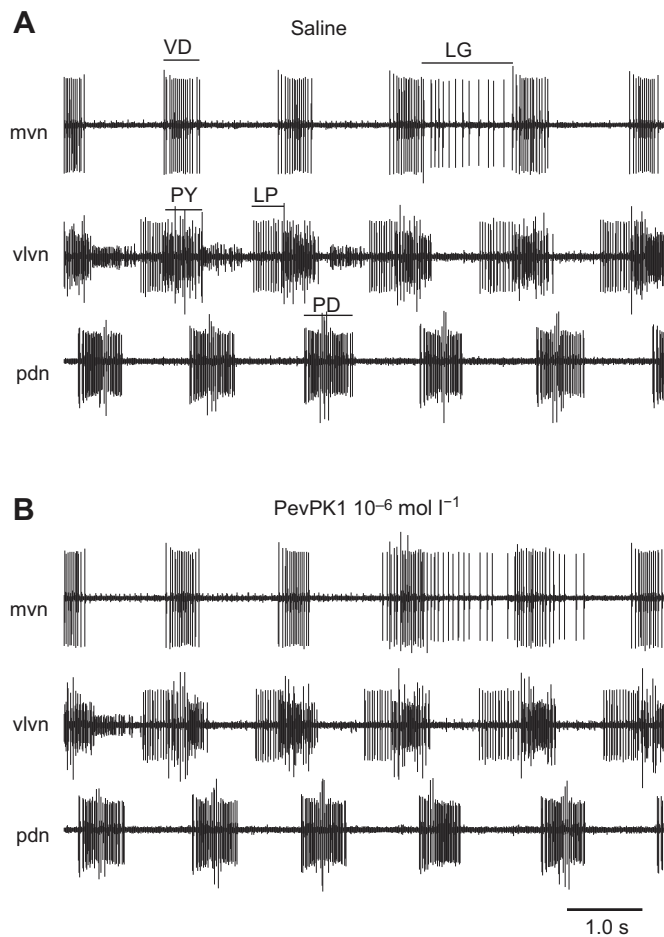 A
Saline
VD
LG
mvn
PY
LP
vlvn
PD
pdn
B
PevPK1 10⁻⁶ mol l⁻¹
mvn
vlvn
pdn
1.0 s